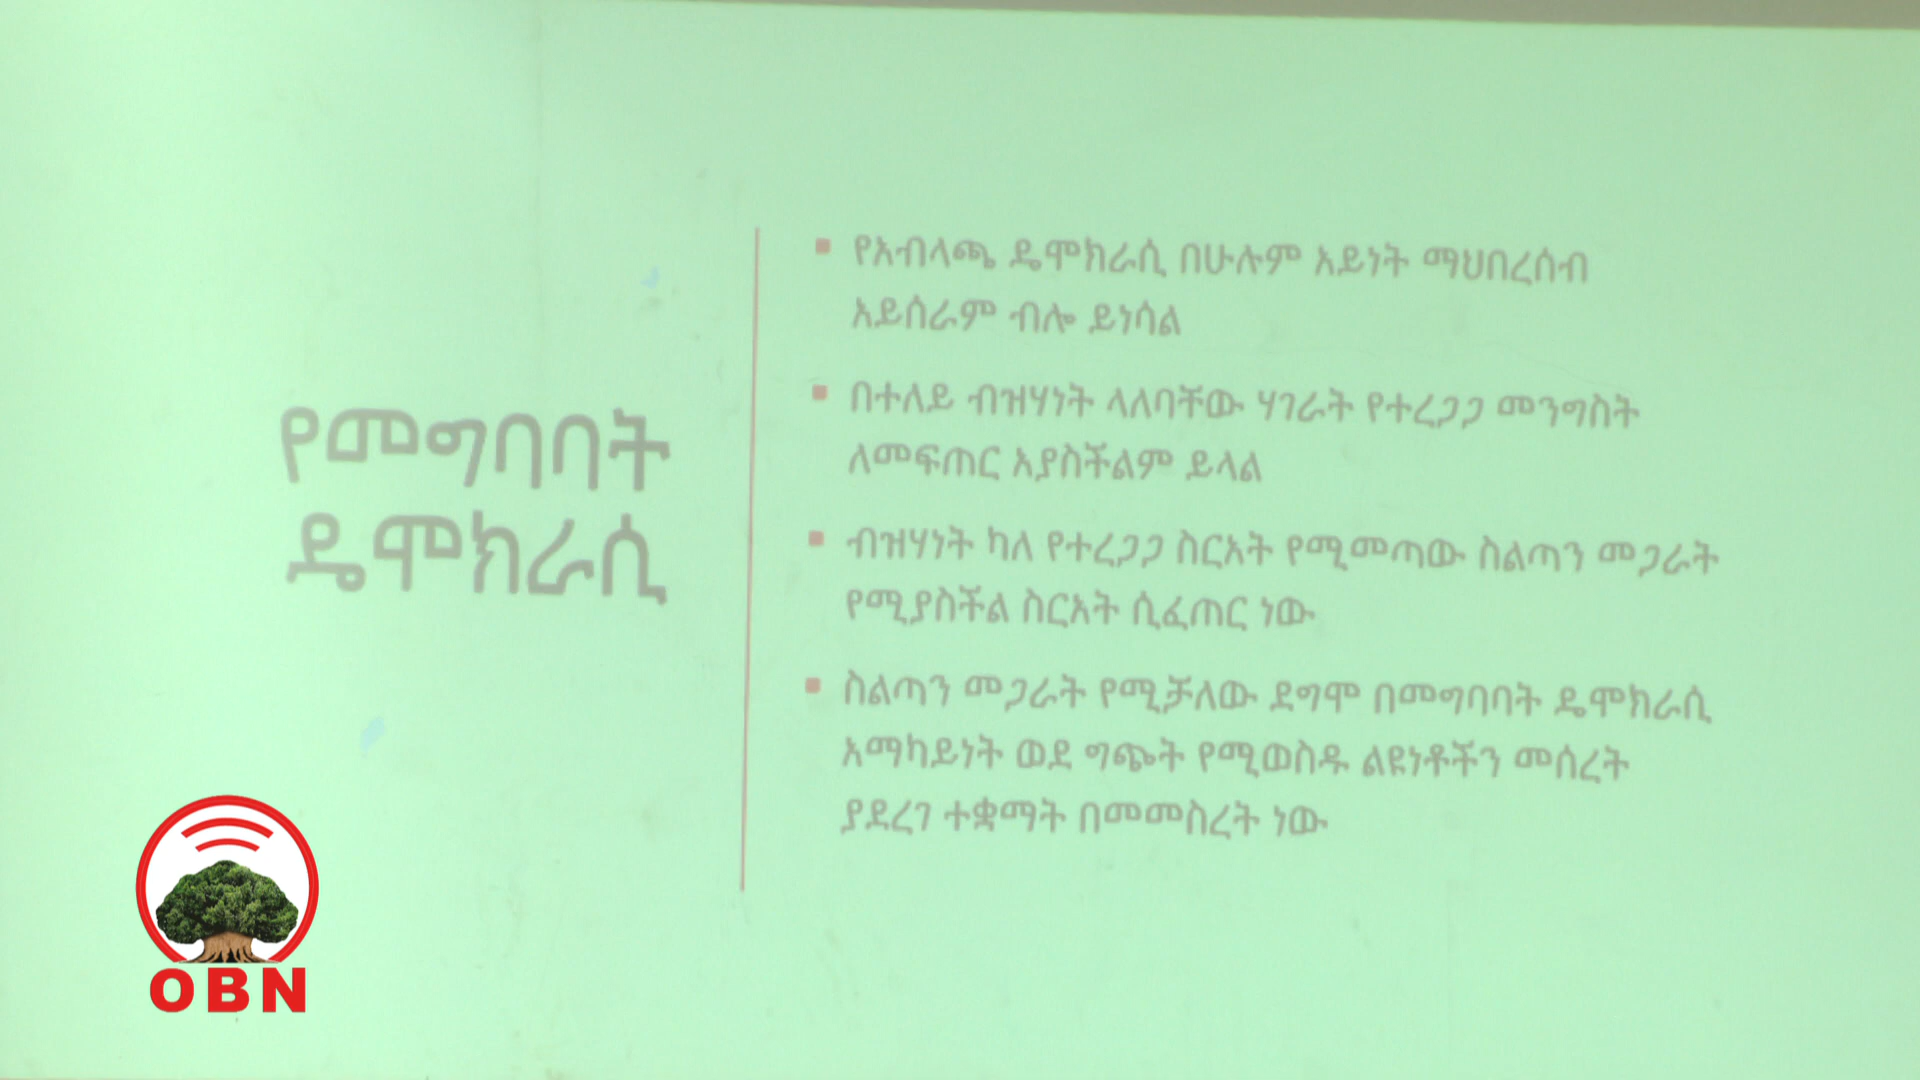 የመግባባት
ዴሞክራሲ
የአብላጫ ዴሞክራሲ በሁሉም አይነት ማህበረሰብ
አይሰራም ብሎ ይነሳል
በተለይ ብዝሃነት ላለባቸው ሃገራት የተረጋጋ መንግስት
ለመፍጠር አያስችልም ይላል
ብዝሃነት ካለ የተረጋጋ ስርአት የሚመጣው ስልጣን መጋራት
የሚያስችል ስርአት ሲፈጠር ነው
ስልጣን መጋራት የሚቻለው ደግሞ በመግባባት ዴሞክራሲ
አማካይነት ወደ ግጭት የሚወስዱ ልዩነቶችን መሰረት
ያደረገ ተቋማት በመመስረት ነው
OBN